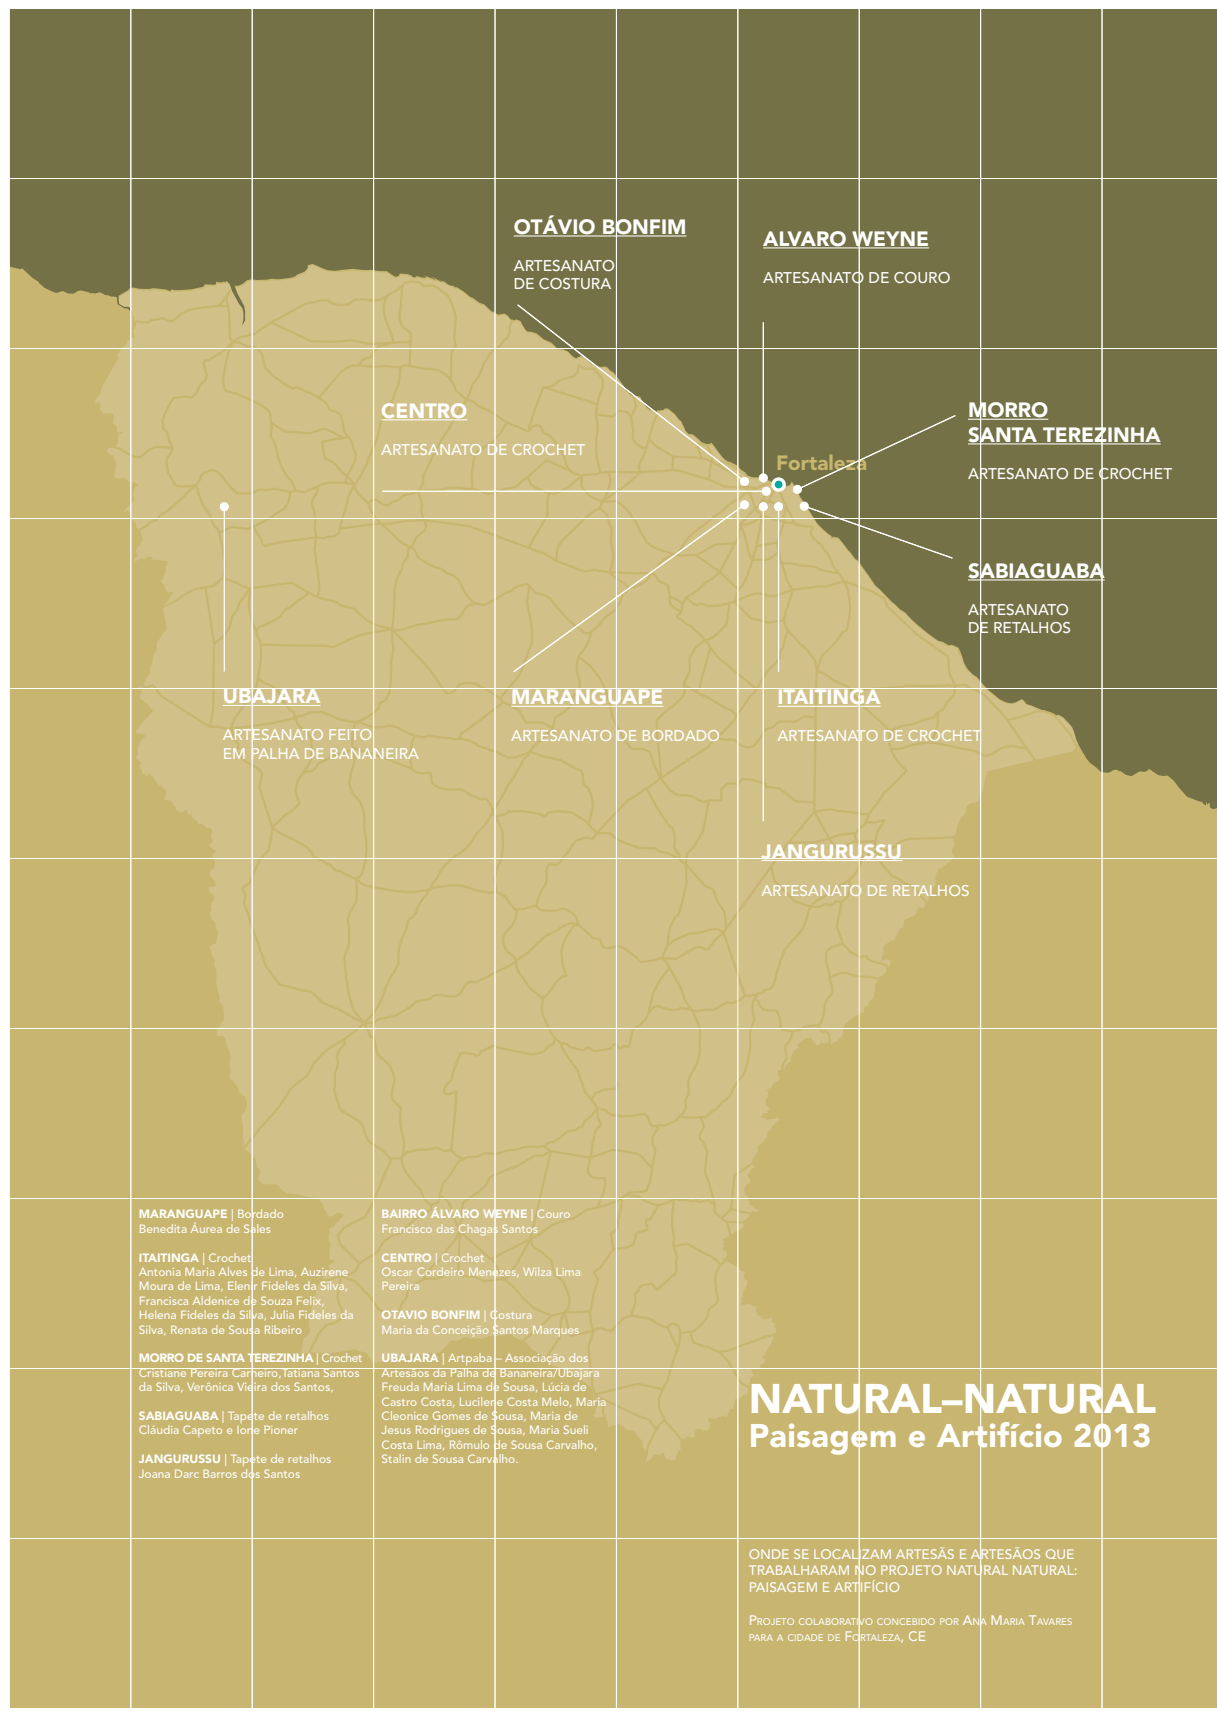 OTÁVIO BONFIM
ARTESANATO
DE COSTURA
ALVARO WEYNE
ARTESANATO DE COURO
CENTRO
ARTESANATO DE CROCHET
MORRO
SANTA TEREZINHA
ARTESANATO DE CROCHET
Fortaleza
SABIAGUABA
ARTESANATO
DE RETALHOS
UBAJARA
ARTESANATO FEITO
EM PALHA DE BANANEIRA
MARANGUAPE
ARTESANATO DE BORDADO
ITAITINGA
ARTESANATO DE CROCHET
JANGURUSSU
ARTESANATO DE RETALHOS
MARANGUAPE | Bordado
Benedita Áurea de Sales
ITAITINGA | Crochet
Antonia Maria Alves de Lima, Auzirene
Moura de Lima, Elenir Fideles da Silva,
Francisca Aldenice de Souza Felix,
Helena Fideles da Silva, Julia Fideles da
Silva, Renata de Sousa Ribeiro
MORRO DE SANTA TEREZINHA | Crochet
Cristiane Pereira Carneiro,Tatiana Santos
da Silva, Verônica Vieira dos Santos,
SABIAGUABA | Tapete de retalhos
Cláudia Capeto e Ione Pioner
JANGURUSSU | Tapete de retalhos
Joana Darc Barros dos Santos
BAIRRO ÁLVARO WEYNE | Couro
Francisco das Chagas Santos
CENTRO | Crochet
Oscar Cordeiro Menezes, Wilza Lima
Pereira
OTAVIO BONFIM | Costura
Maria da Conceição Santos Marques
UBAJARA | Artpaba – Associação dos
Artesãos da Palha de Bananeira/Ubajara
Freuda Maria Lima de Sousa, Lúcia de
Castro Costa, Lucilene Costa Melo, Maria
Cleonice Gomes de Sousa, Maria de
Jesus Rodrigues de Sousa, Maria Sueli
Costa Lima, Rômulo de Sousa Carvalho,
Stalin de Sousa Carvalho.
NATURAL–NATURAL
Paisagem e Artifício 2013
ONDE SE LOCALIZAM ARTESÃS E ARTESÃOS QUE
TRABALHARAM NO PROJETO NATURAL NATURAL:
PAISAGEM E ARTIFÍCIO
Projeto colaborativo concebido por Ana Maria Tavares
para a cidade de Fortaleza, CE